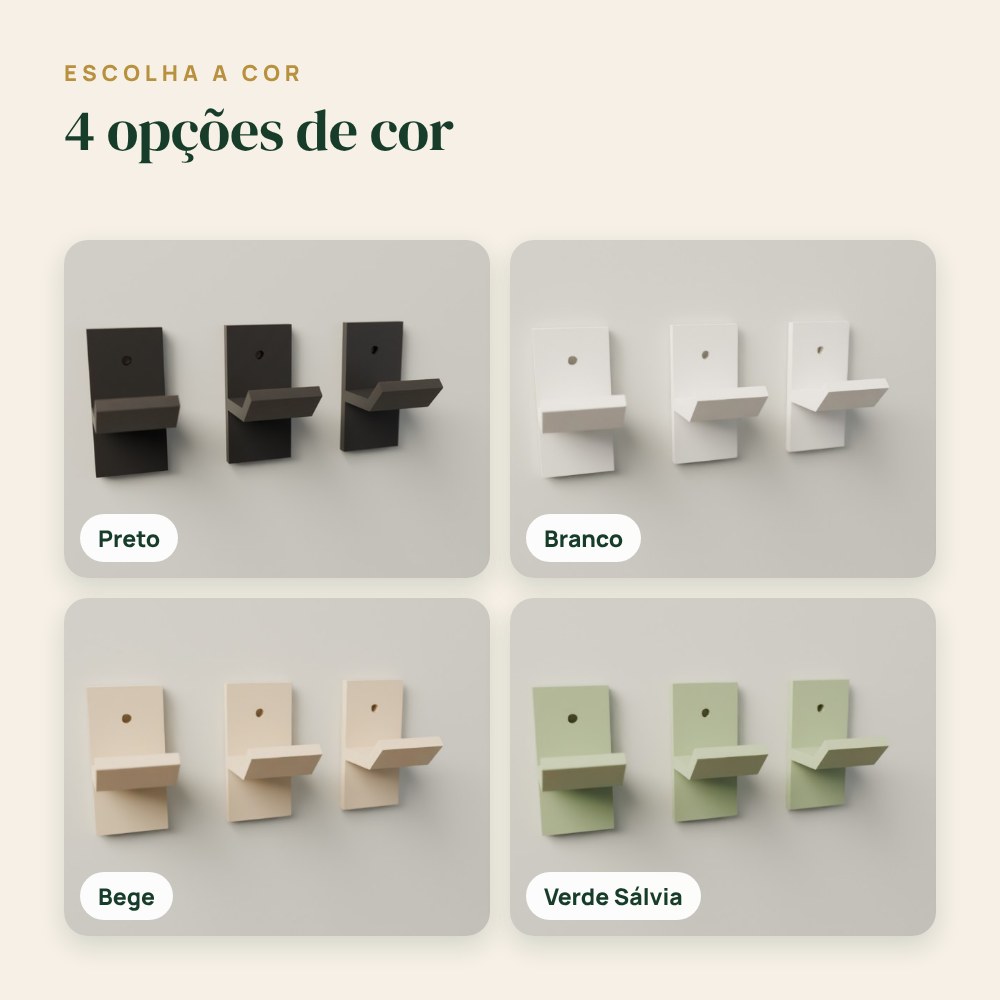 ESCOLHA A COR
4 opções de cor
Preto
Branco
Bege
Verde Sálvia